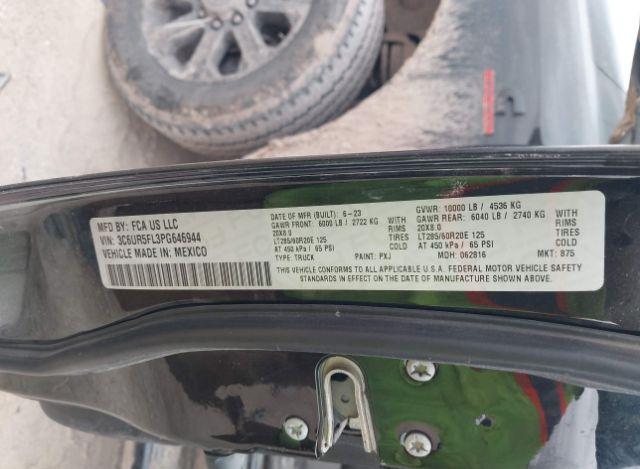 MFD BY: FCA US LLC
VIN: 3C6UR5FL3PG646944
VEHICLE MADE IN: MEXICO
DATE OF MFR (BUILT): 6-23
GVWR: 10000 LB / 4536 KG
GAWR FRONT: 6000 LB / 2722 KG WITH
GAWR REAR: 6040 LB / 2740 KG WITH
20X8.0 RIMS
20X8.0 RIMS
LT285/60R20E 125 TIRES
LT285/60R20E 125 TIRES
AT 450 kPa / 65 PSI
AT 450 kPa / 65 PSI
TYPE: TRUCK PAINT: PXJ MDH: 062816 MKT: 875
THIS VEHICLE CONFORMS TO ALL APPLICABLE U.S.A. FEDERAL MOTOR VEHICLE SAFETY
STANDARDS IN EFFECT ON THE DATE OF MANUFACTURE SHOWN ABOVE.